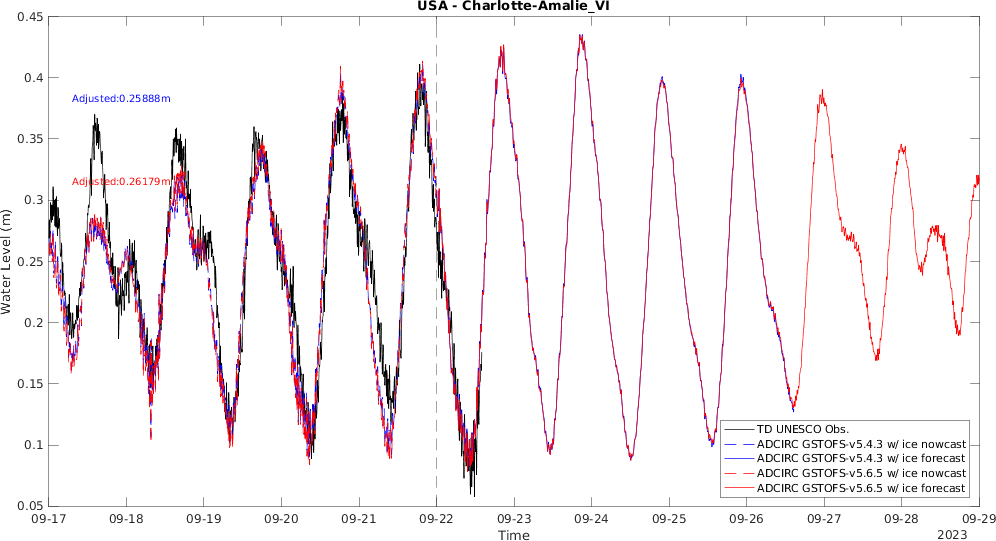 USA - Charlotte-Amalie_VI
0.45
0.4
0.35
0.3
0.25
0.2
0.15
0.1
0.05
Water Level (m)
Adjusted:0.25888m
Adjusted:0.26179m
TD UNESCO Obs.
ADCIRC GSTOFS-v5.4.3 w/ ice nowcast
ADCIRC GSTOFS-v5.4.3 w/ ice forecast
ADCIRC GSTOFS-v5.6.5 w/ ice nowcast
ADCIRC GSTOFS-v5.6.5 w/ ice forecast
09-17 09-18 09-19 09-20 09-21 09-22 09-23 09-24 09-25 09-26 09-27 09-28 09-29
Time
2023